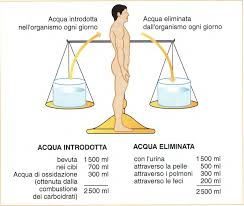 Acqua introdotta
nell'organismo ogni giorno
Acqua eliminata
dall'organismo ogni giorno
ACQUA INTRODOTTA
bevuta 1500 ml
nei cibi 700 ml
Acqua di ossidazione 300 ml
(ottenuta dalla
combustione
dei carboidrati)
2500 ml
ACQUA ELIMINATA
con l'urina 1500 ml
attraverso la pelle 500 ml
attraverso i polmoni 300 ml
attraverso le feci 200 ml
2500 ml